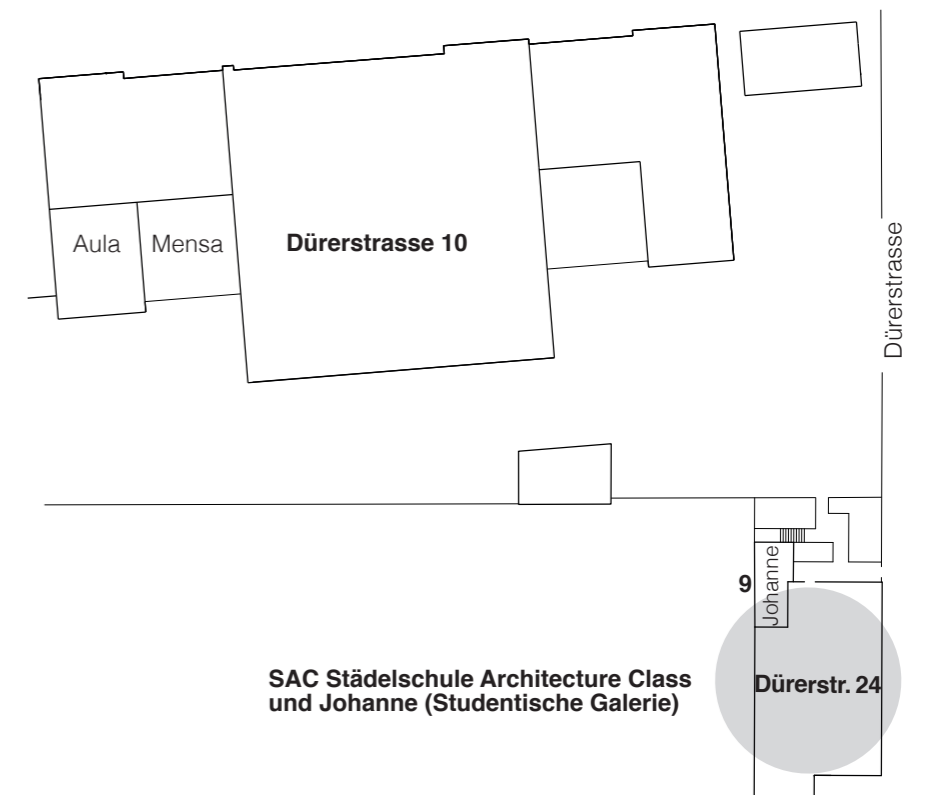 Aula
Mensa
Dürerstrasse 10
Dürerstrasse
9
Johanne
SAC Städelschule Architecture Class
und Johanne (Studentische Galerie)
Dürerstr. 24